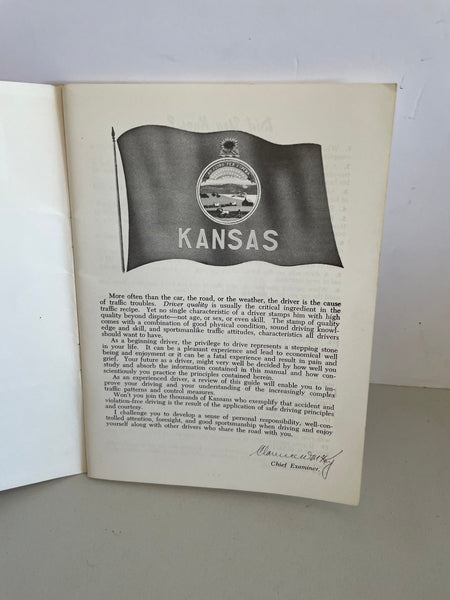 KANSAS
More often than the car, the road, or the weather, the driver is the cause
of traffic troubles. Driver quality is usually the critical ingredient in the
traffic recipe. Yet no single characteristic of a driver stamps him with high
quality beyond dispute—not age, or sex, or even skill. The stamp of quality
comes with a combination of good physical condition, sound driving knowl-
edge and skill, and sportsmanlike traffic attitudes, characteristics all drivers
should want to have.
As a beginning driver, the privilege to drive represents a stepping stone
in your life. It can be a pleasant experience and lead to economical well
being and enjoyment or it can be a fatal experience and result in pain and
grief. Your future as a driver, might very well be decided by how well you
study and absorb the information contained in this manual and how con-
scientiously you practice the principles contained herein.
As an experienced driver, a review of this guide will enable you to im-
prove your driving and your understanding of the increasingly complex
traffic patterns and control measures.
Won't you join the thousands of Kansans who exemplify that accident and
violation-free driving is the result of the application of safe driving principles
and courtesy.
I challenge you to develop a sense of personal responsibility, well-con-
trolled attention, foresight, and good sportsmanship when driving and enjoy
yourself along with other drivers who share the road with you.
Chief Examiner.